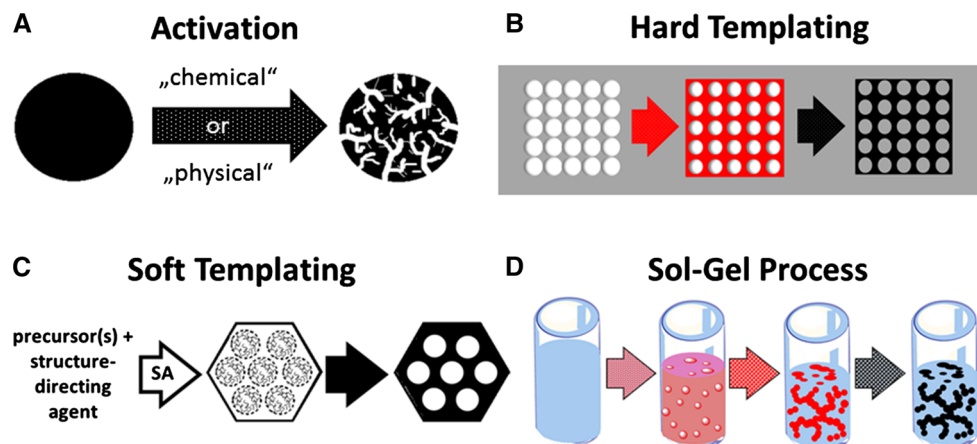 A
Activation
„chemical“
or
„physical“
B
Hard Templating
C
Soft Templating
precursor(s) +
structure-
directing
agent
SA
D
Sol-Gel Process